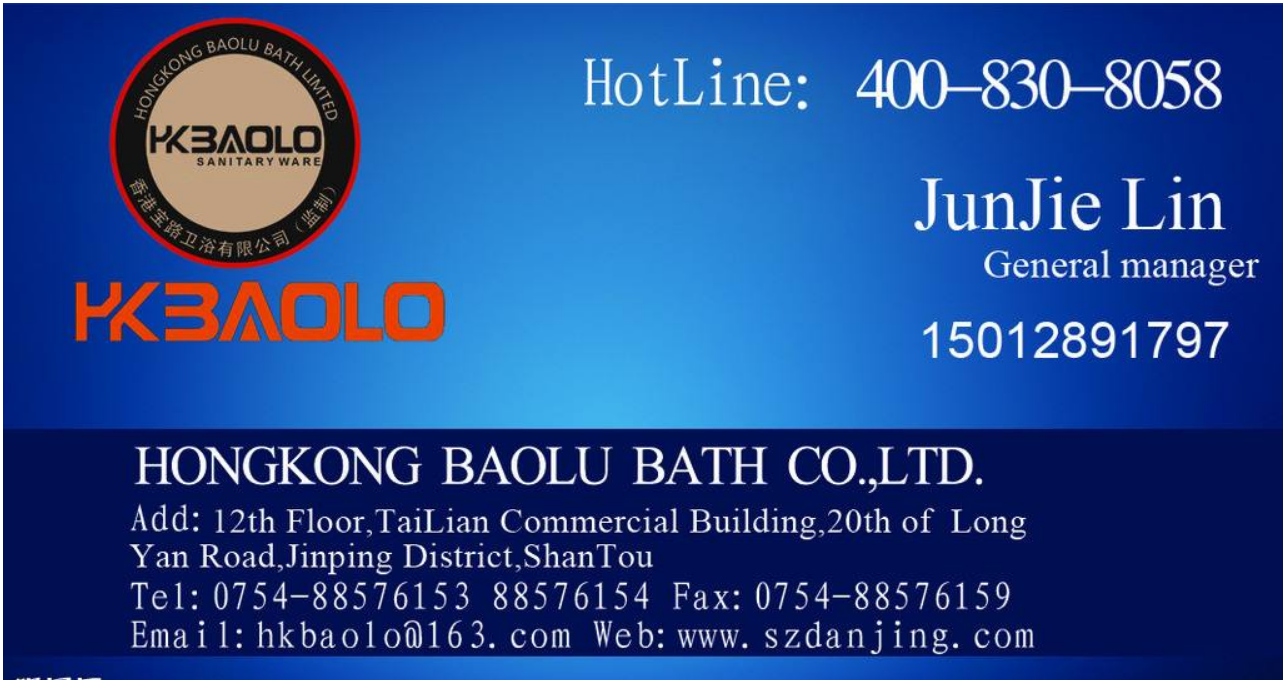 HONGKONG BAOLU BATH LIMTED
HKBAOLO
SANITARY WARE
香港宝路卫浴有限公司（监制）
HKBAOLO
HotLine: 400-830-8058
JunJie Lin
General manager
15012891797
HONGKONG BAOLU BATH CO.,LTD.
Add: 12th Floor,TaiLian Commercial Building,20th of Long
Yan Road,Jinping District,ShanTou
Tel: 0754-88576153 88576154 Fax: 0754-88576159
Email: hkbaolo@163.com Web: www.szdanjing.com